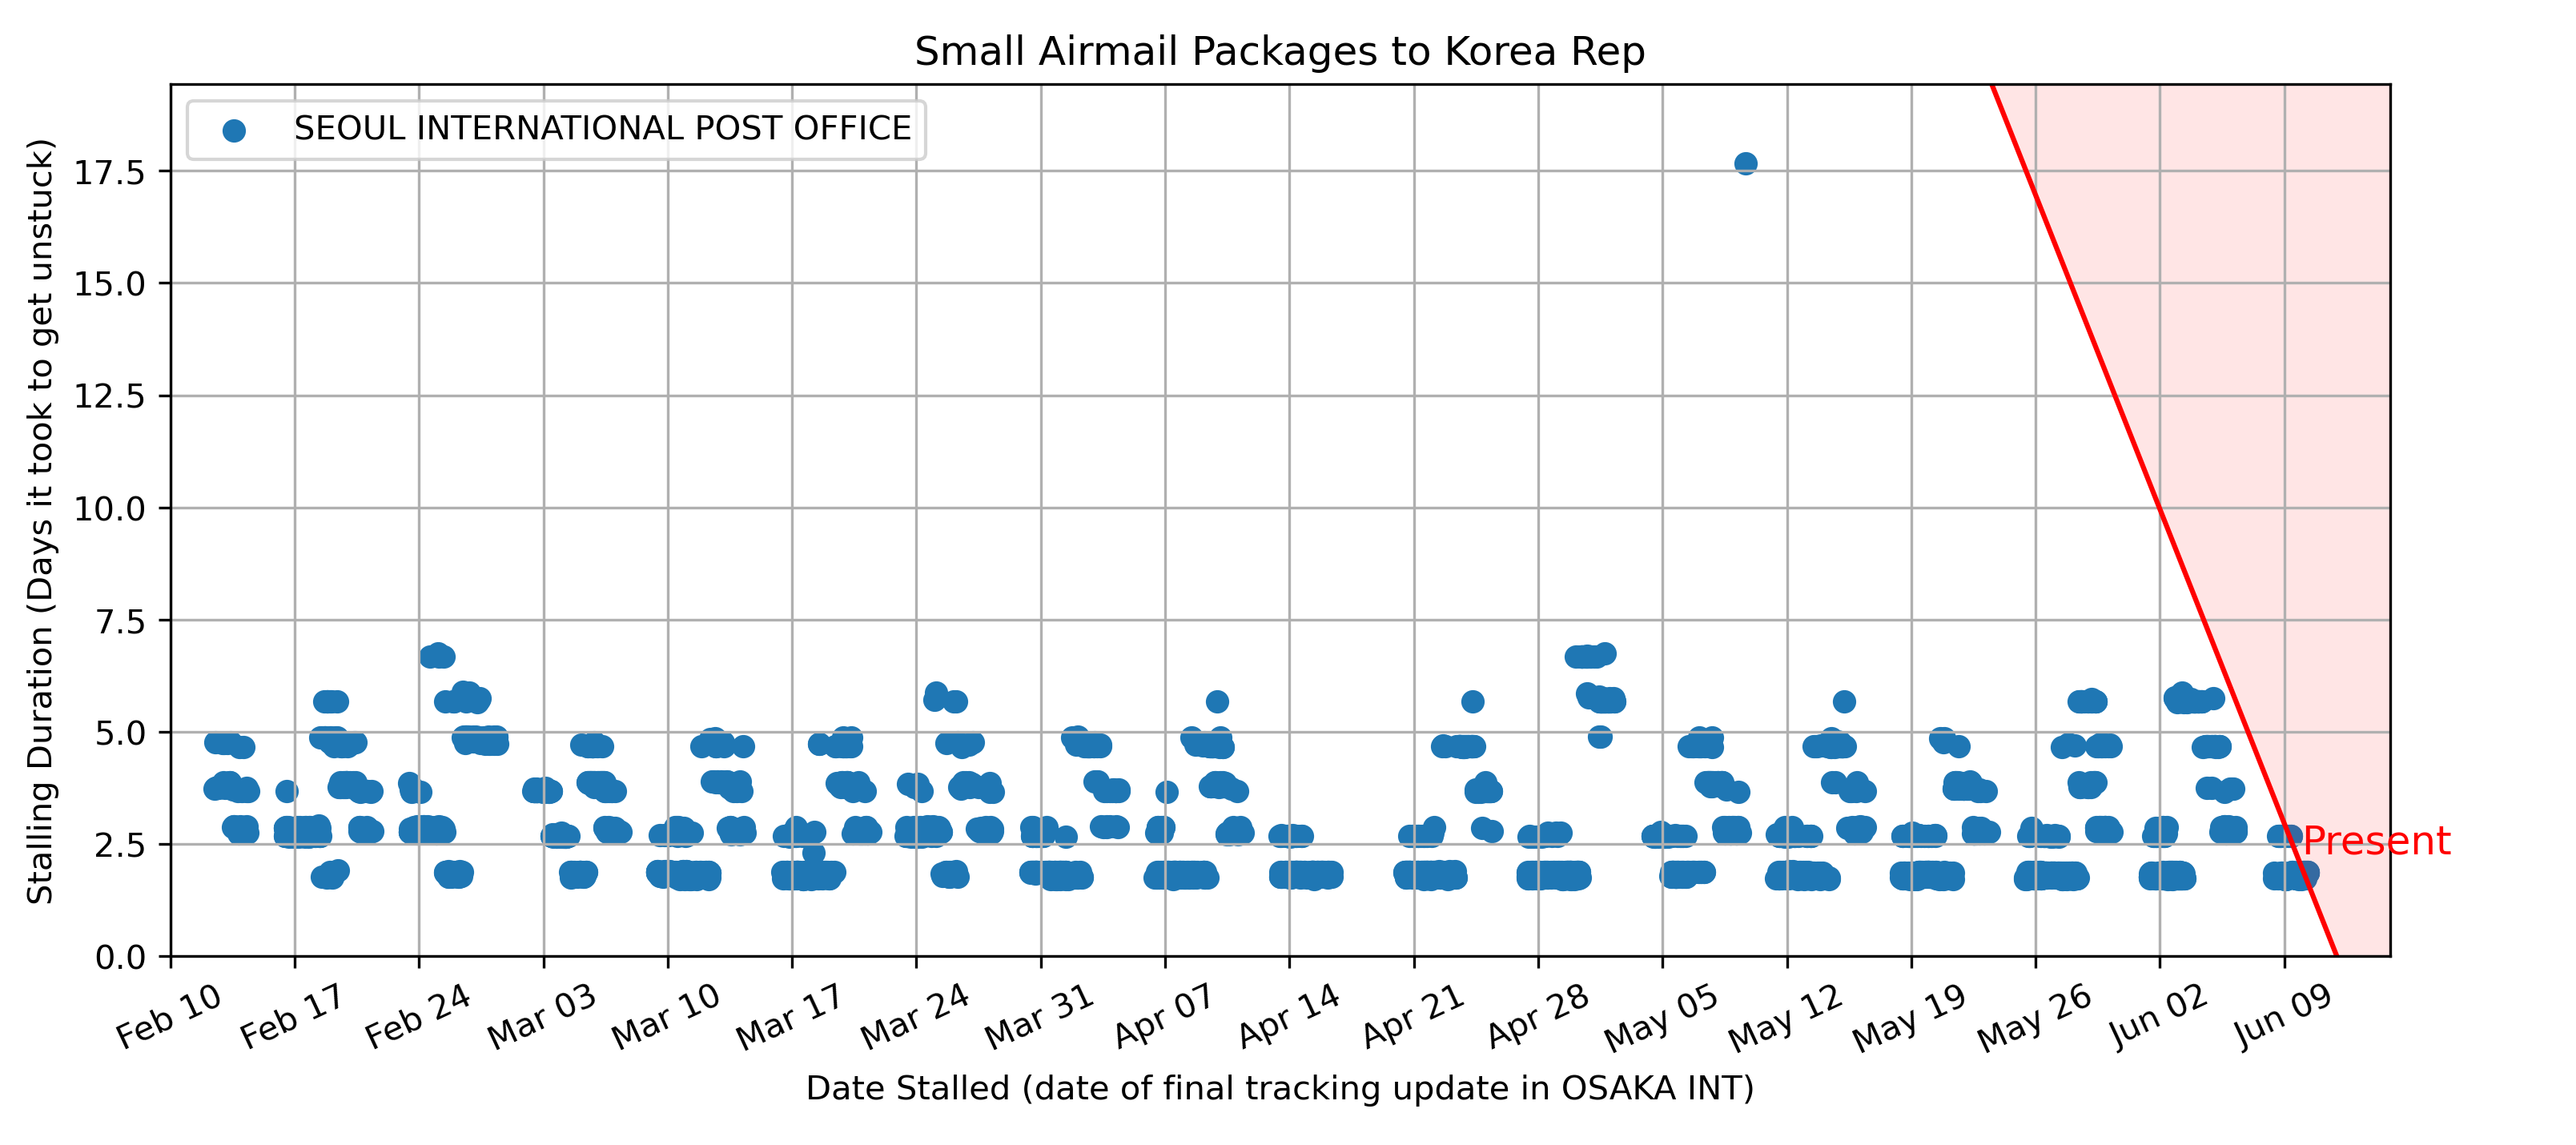 Small Airmail Packages to Korea Rep
SEOUL INTERNATIONAL POST OFFICE
Stalling Duration (Days it took to get unstuck)
17.5
15.0
12.5
10.0
7.5
5.0
2.5
0.0
Present
Feb 10
Feb 17
Feb 24
Mar 03
Mar 10
Mar 17
Mar 24
Mar 31
Apr 07
Apr 14
Apr 21
Apr 28
May 05
May 12
May 19
May 26
Jun 02
Jun 09
Date Stalled (date of final tracking update in OSAKA INT)